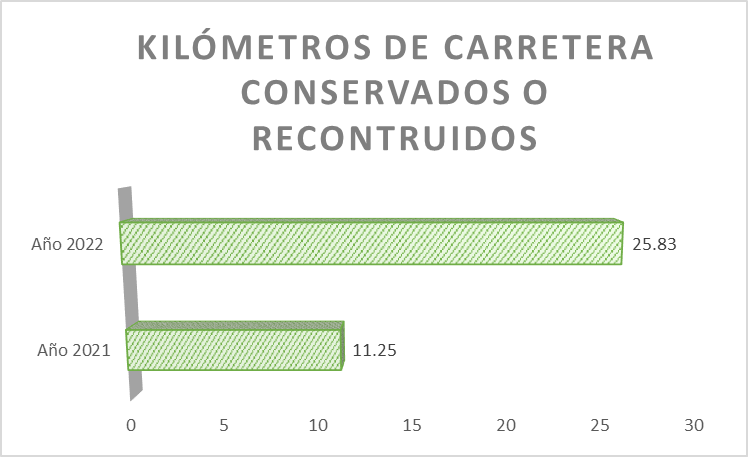 KILÓMETROS DE CARRETERA
CONSERVADOS O
RECONTRUIDOS
Año 2022
25.83
Año 2021
11.25
0 5 10 15 20 25 30